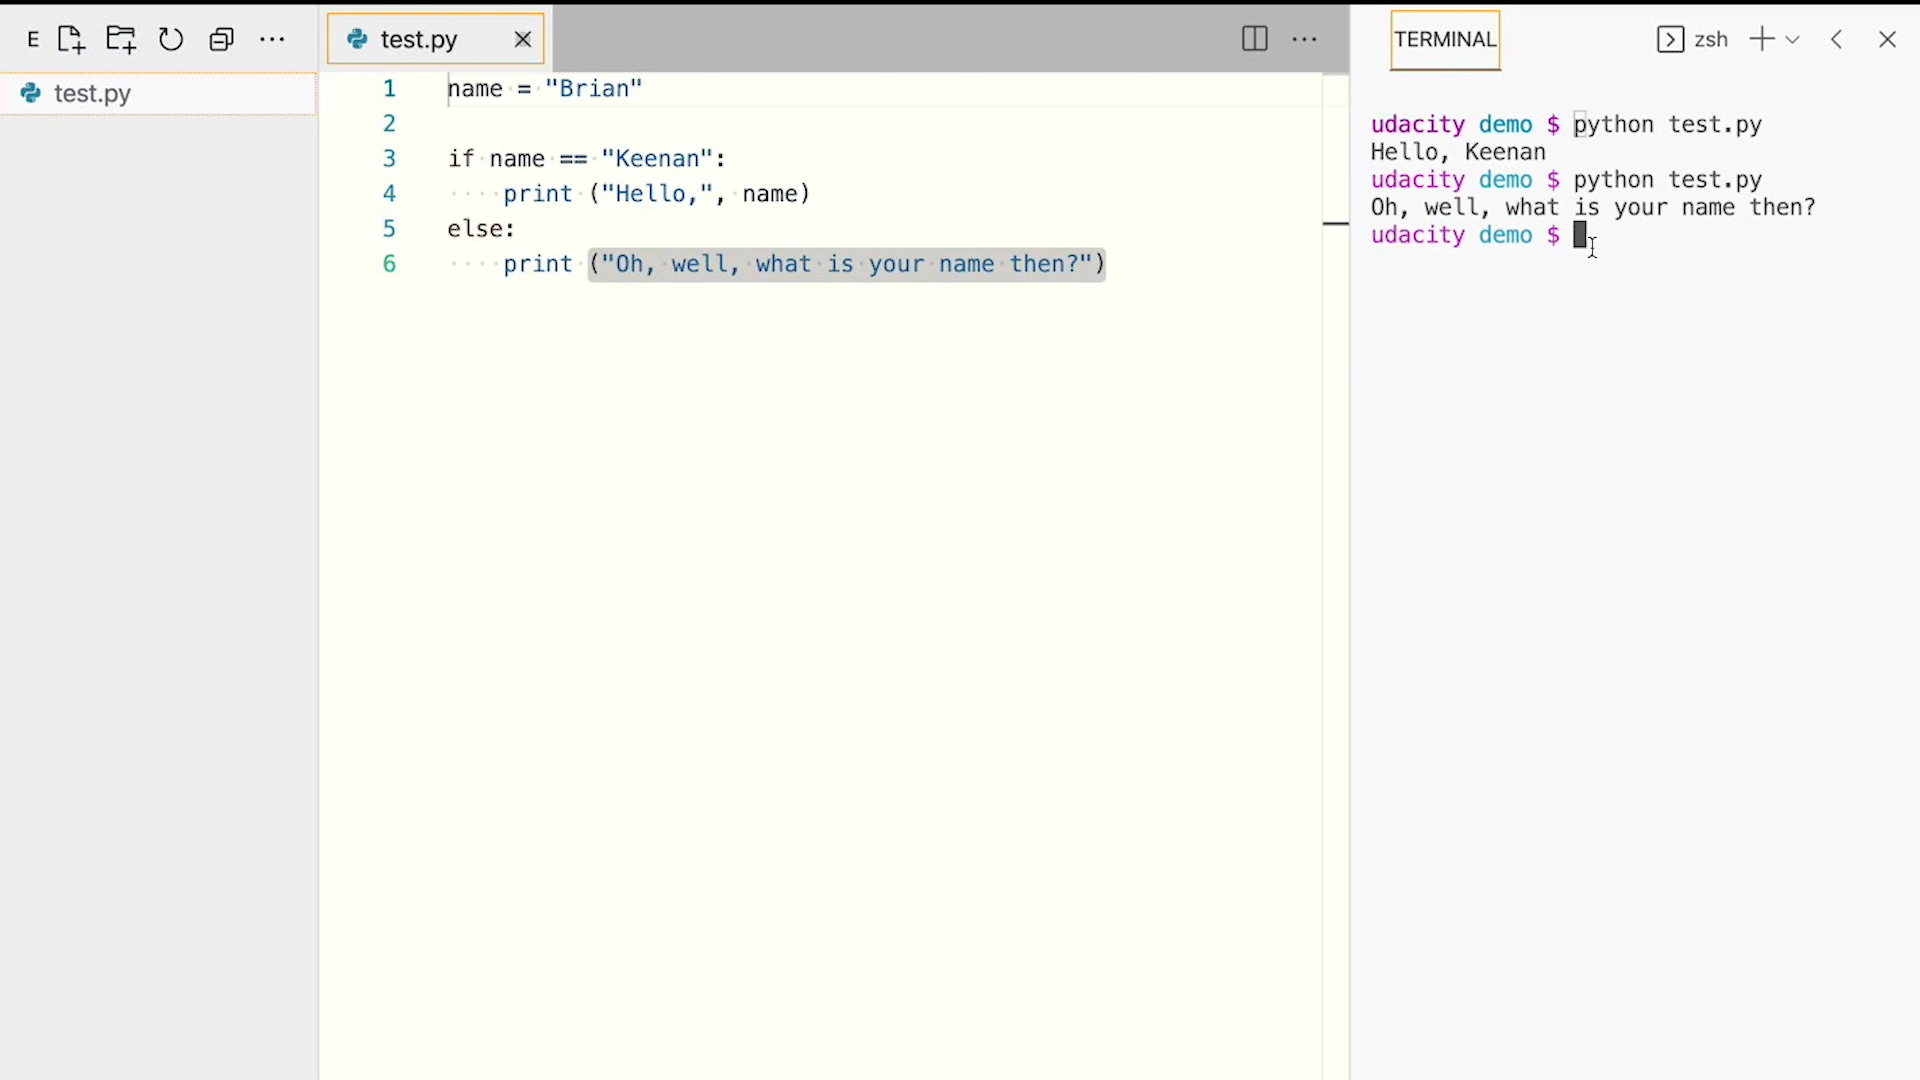 E
test.py
test.py
1 name = "Brian"
2
3 if name == "Keenan":
4     print ("Hello,", name)
5 else:
6     print ("Oh, well, what is your name then?")
TERMINAL
zsh
udacity demo $ python test.py
Hello, Keenan
udacity demo $ python test.py
Oh, well, what is your name then?
udacity demo $